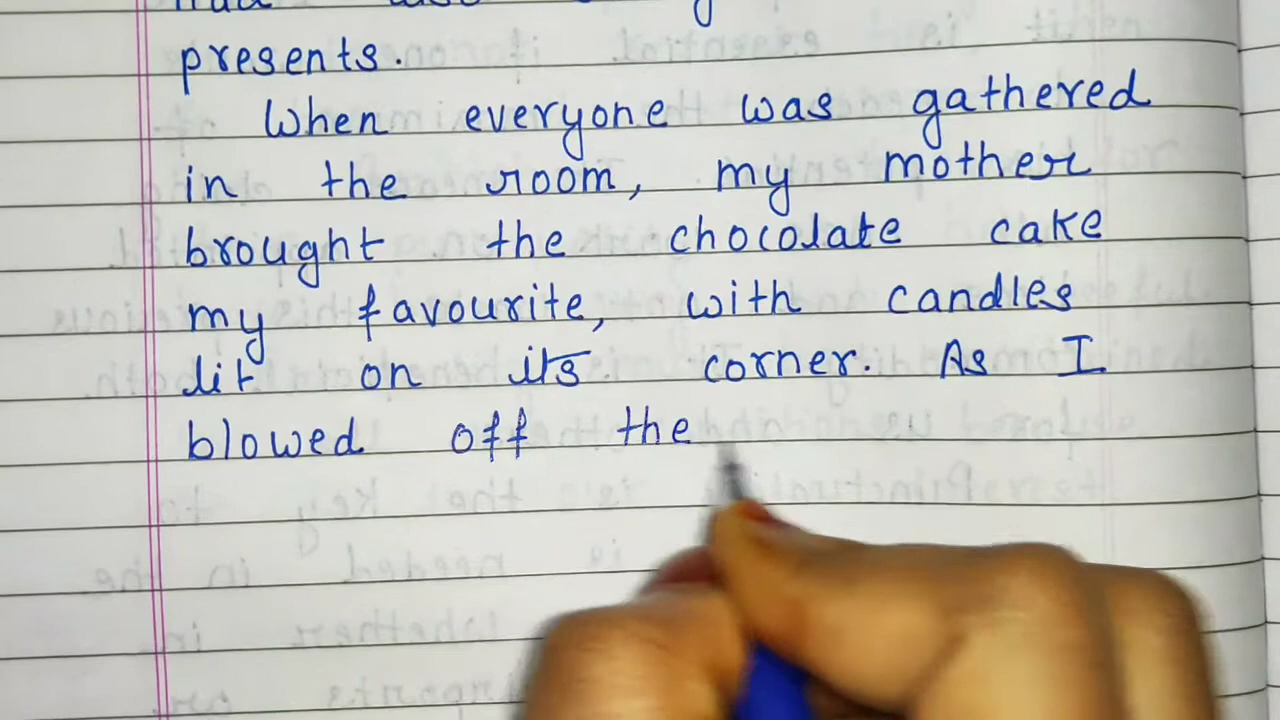 presents.
When everyone was gathered
in the room, my mother
brought the chocolate cake
my favourite, with candles
lit on its corner. As I
blowed off the